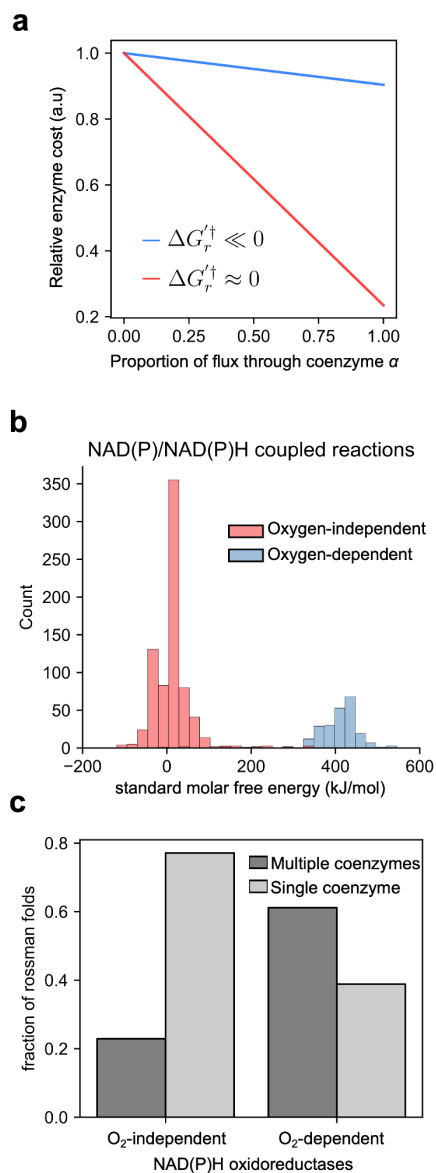 a
Relative enzyme cost (a.u)
1.0
0.8
0.6
0.4
0.2
ΔG′†r ≪ 0
ΔG′†r ≈ 0
0.00 0.25 0.50 0.75 1.00
Proportion of flux through coenzyme α
b
NAD(P)/NAD(P)H coupled reactions
Count
350
300
250
200
150
100
50
0
Oxygen-independent
Oxygen-dependent
−200 0 200 400 600
standard molar free energy (kJ/mol)
c
fraction of rossman folds
0.8
0.6
0.4
0.2
0.0
Multiple coenzymes
Single coenzyme
O₂-independent O₂-dependent
NAD(P)H oxidoreductases